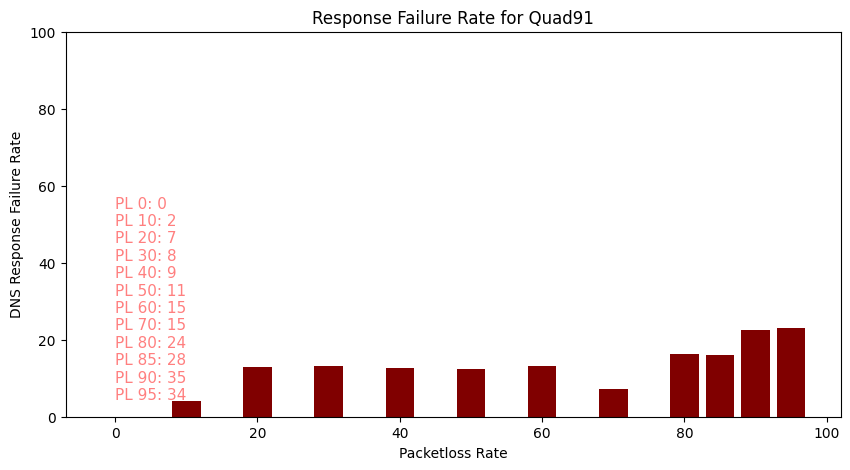 Response Failure Rate for Quad91
100
80
60
40
20
0
DNS Response Failure Rate
PL 0: 0
PL 10: 2
PL 20: 7
PL 30: 8
PL 40: 9
PL 50: 11
PL 60: 15
PL 70: 15
PL 80: 24
PL 85: 28
PL 90: 35
PL 95: 34
0 20 40 60 80 100
Packetloss Rate